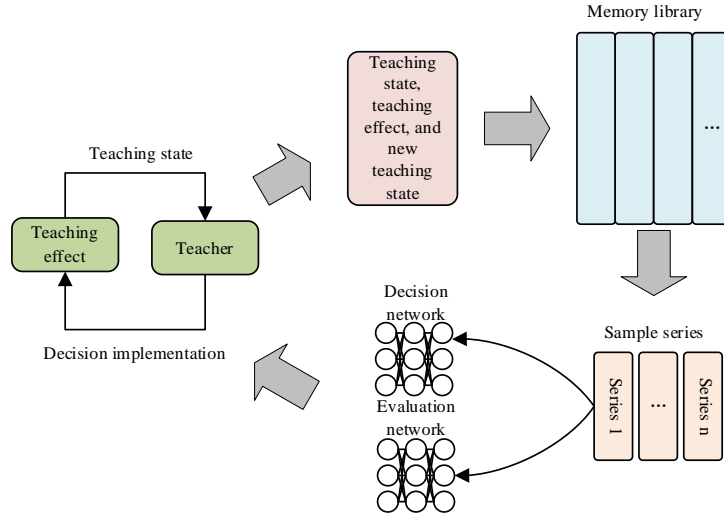 Memory library
...
Teaching
state,
teaching
effect, and
new
teaching
state
Teaching state
Teaching
effect
Teacher
Decision implementation
Decision
network
Evaluation
network
Sample series
Series 1
...
Series n